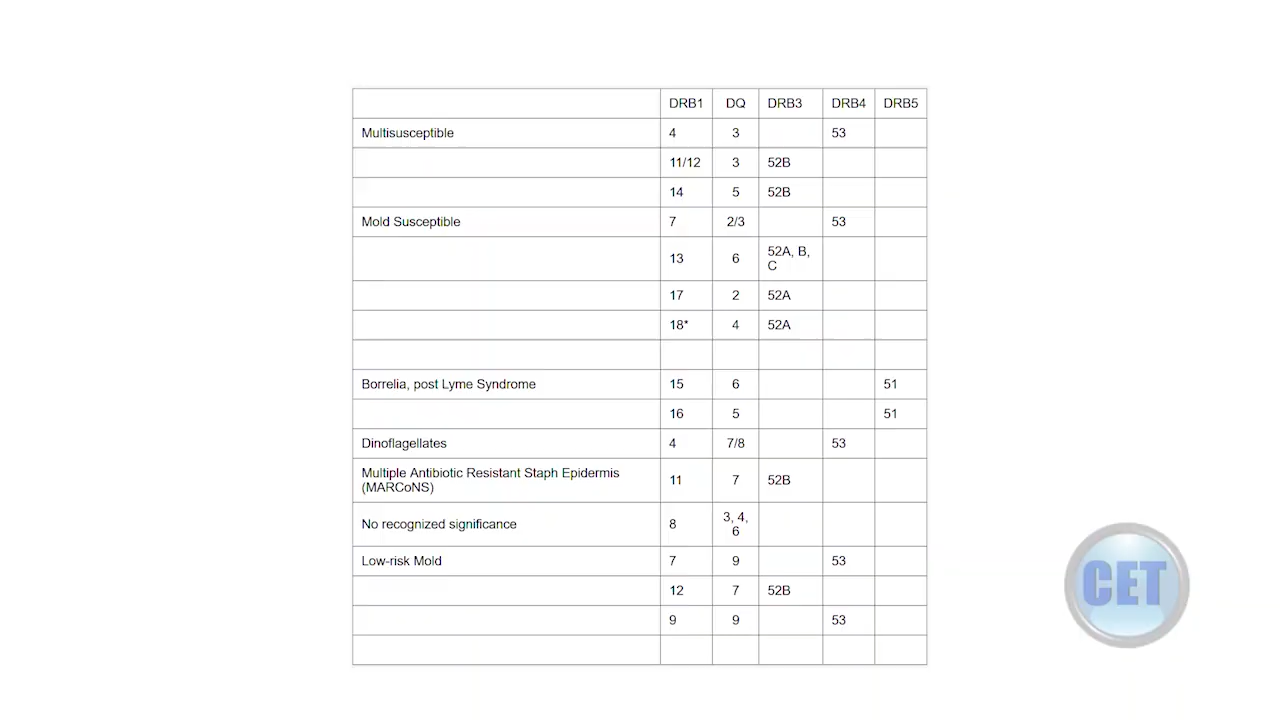 DRB1 DQ DRB3 DRB4 DRB5
Multisusceptible 4 3 53
11/12 3 52B
14 5 52B
Mold Susceptible 7 2/3 53
13 6 52A, B,
C
17 2 52A
18* 4 52A
Borrelia, post Lyme Syndrome 15 6 51
16 5 51
Dinoflagellates 4 7/8 53
Multiple Antibiotic Resistant Staph Epidermis
(MARCoNS) 11 7 52B
No recognized significance 8 3, 4,
6
Low-risk Mold 7 9 53
12 7 52B
9 9 53
CET